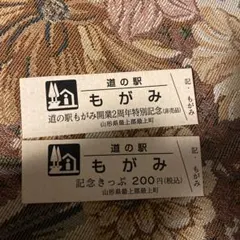 道の駅
もがみ
道の駅もがみ開業2周年特別記念(非売品)
山形県最上郡最上町
記・もがみ
道の駅
もがみ
記念きっぷ 200円(税込)
山形県最上郡最上町
記・もがみ